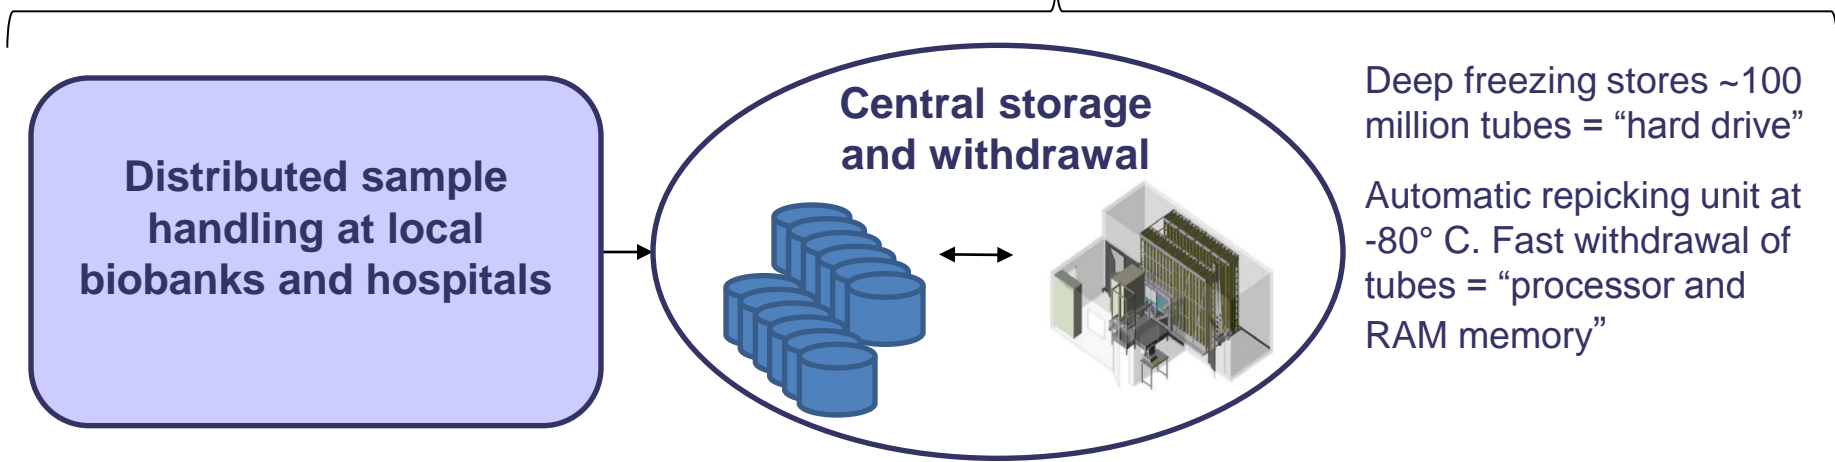 Distributed sample
handling at local
biobanks and hospitals
Central storage
and withdrawal
Deep freezing stores ~100
million tubes = “hard drive”
Automatic repicking unit at
-80° C. Fast withdrawal of
tubes = “processor and
RAM memory”